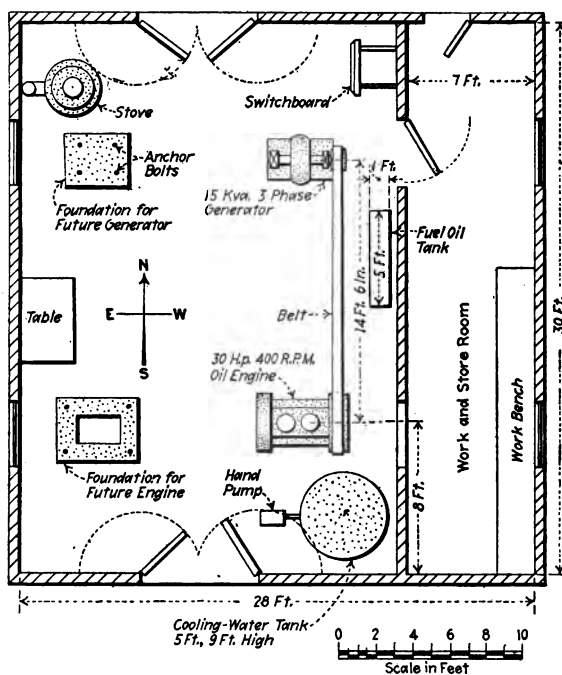 7 Ft.
Switchboard
Stove
Anchor
Bolts
1 Ft.
15 Kva. 3 Phase
Generator
Foundation for
Future Generator
Fuel Oil
Tank
5 Ft.
14 Ft. 6 In.
30 Ft.
N
E W
S
Table
Belt
30 H.p. 400 R.P.M.
Oil Engine
Work and Store Room
Work Bench
Foundation for
Future Engine
Hand
Pump
8 Ft.
28 Ft.
Cooling-Water Tank
5 Ft., 9 Ft. High
0 2 4 6 8 10
Scale in Feet